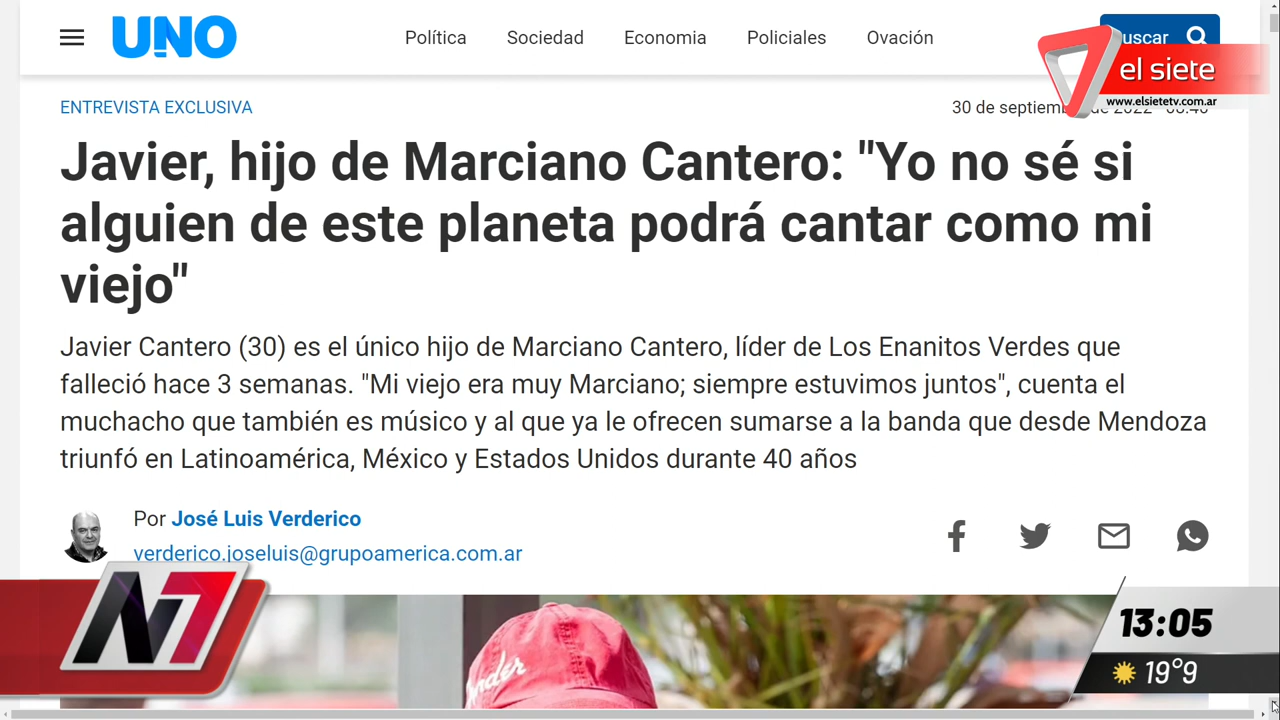 UNO
Política Sociedad Economia Policiales Ovación
uscar
el siete
www.elsietetv.com.ar
ENTREVISTA EXCLUSIVA
30 de septiem de 2022
Javier, hijo de Marciano Cantero: "Yo no sé si
alguien de este planeta podrá cantar como mi
viejo"
Javier Cantero (30) es el único hijo de Marciano Cantero, líder de Los Enanitos Verdes que
falleció hace 3 semanas. "Mi viejo era muy Marciano; siempre estuvimos juntos", cuenta el
muchacho que también es músico y al que ya le ofrecen sumarse a la banda que desde Mendoza
triunfó en Latinoamérica, México y Estados Unidos durante 40 años
Por José Luis Verderico
verderico.joseluis@grupoamerica.com.ar
N7
13:05
19°9